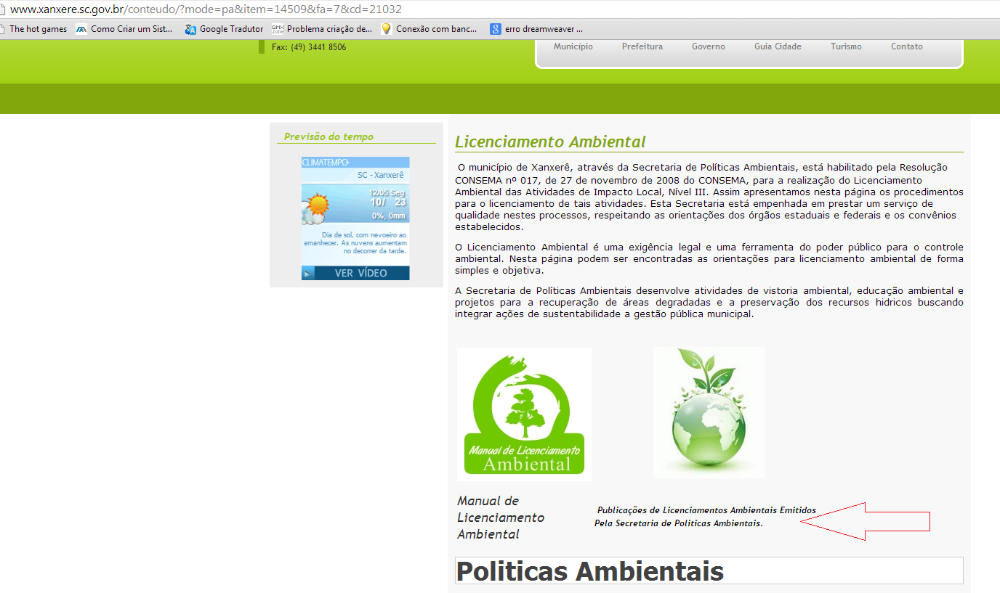 www.xanxere.sc.gov.br/conteudo/?mode=pa&item=14509&fa=7&cd=21032
The hot games Como Criar um Sist... Google Tradutor Problema criação de... Conexão com banc... erro dreamweaver ...
Fax: (49) 3441 8506
Município Prefeitura Governo Guia Cidade Turismo Contato
Previsão do tempo
CLIMATEMPO
SC - Xanxerê
12/05 Seg
10/ 23
0%, 0mm
Dia de sol, com nevoeiro ao
amanhecer. As nuvens aumentam
no decorrer da tarde.
VER VÍDEO
Licenciamento Ambiental
O município de Xanxerê, através da Secretaria de Políticas Ambientais, está habilitado pela Resolução
CONSEMA nº 017, de 27 de novembro de 2008 do CONSEMA, para a realização do Licenciamento
Ambiental das Atividades de Impacto Local, Nível III. Assim apresentamos nesta página os procedimentos
para o licenciamento de tais atividades. Esta Secretaria está empenhada em prestar um serviço de
qualidade nestes processos, respeitando as orientações dos órgãos estaduais e federais e os convênios
estabelecidos.
O Licenciamento Ambiental é uma exigência legal e uma ferramenta do poder público para o controle
ambiental. Nesta página podem ser encontradas as orientações para licenciamento ambiental de forma
simples e objetiva.
A Secretaria de Políticas Ambientais desenvolve atividades de vistoria ambiental, educação ambiental e
projetos para a recuperação de áreas degradadas e a preservação dos recursos hidricos buscando
integrar ações de sustentabilidade a gestão pública municipal.
Manual de Licenciamento
Ambiental
Manual de
Licenciamento
Ambiental
Publicações de Licenciamentos Ambientais Emitidos
Pela Secretaria de Politicas Ambientais.
Politicas Ambientais